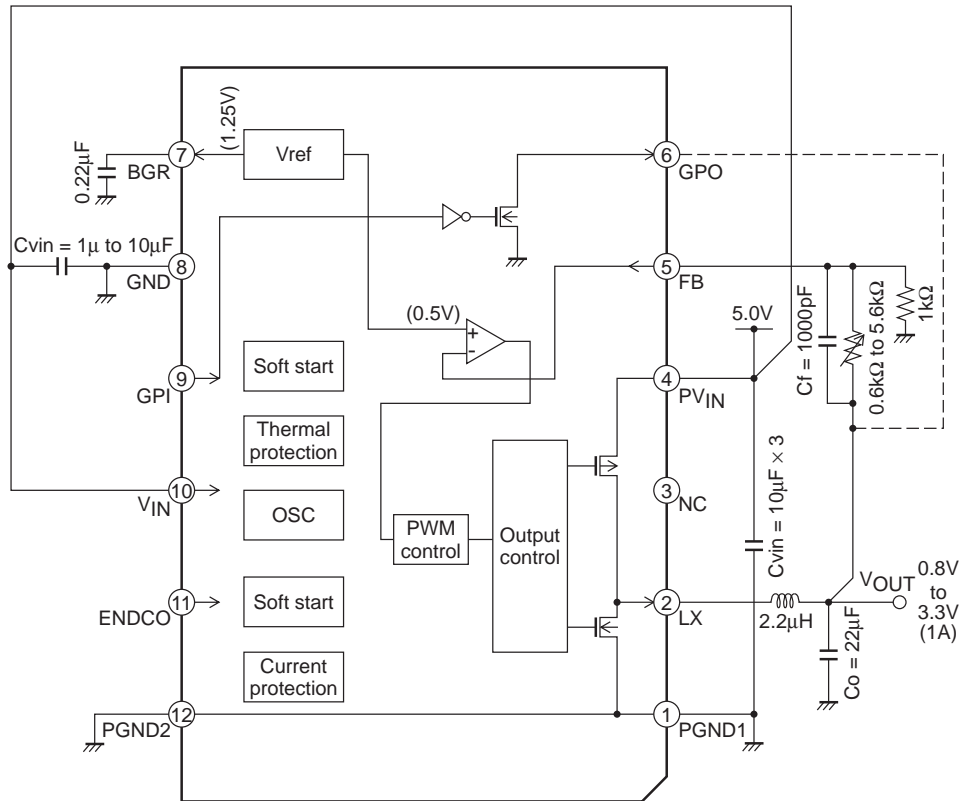 (1.25V)
0.22µF
7
BGR
Vref
6
GPO
Cvin = 1µ to 10µF
8
GND
5
FB
(0.5V)
+
-
5.0V
Cf = 1000pF
0.6kΩ to 5.6kΩ
1kΩ
9
GPI
Soft start
4
PVIN
Thermal
protection
10
VIN
OSC
PWM
control
Output
control
3
NC
Cvin = 10µF × 3
11
ENDCO
Soft start
2
LX
2.2µH
VOUT
0.8V
to
3.3V
(1A)
Co = 22µF
Current
protection
12
PGND2
1
PGND1